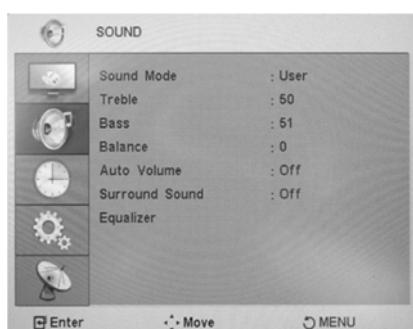 SOUND
Sound Mode : User
Treble : 50
Bass : 51
Balance : 0
Auto Volume : Off
Surround Sound : Off
Equalizer
Enter Move MENU